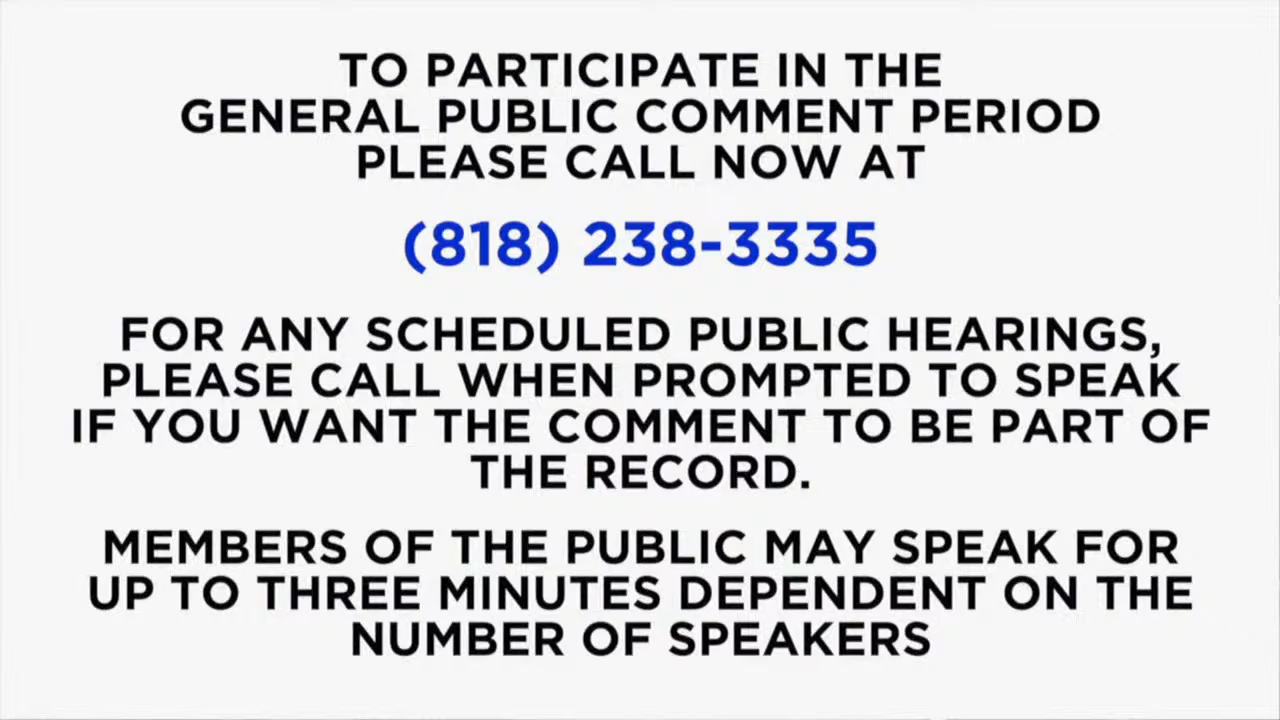 TO PARTICIPATE IN THE
GENERAL PUBLIC COMMENT PERIOD
PLEASE CALL NOW AT
(818) 238-3335
FOR ANY SCHEDULED PUBLIC HEARINGS,
PLEASE CALL WHEN PROMPTED TO SPEAK
IF YOU WANT THE COMMENT TO BE PART OF
THE RECORD.
MEMBERS OF THE PUBLIC MAY SPEAK FOR
UP TO THREE MINUTES DEPENDENT ON THE
NUMBER OF SPEAKERS